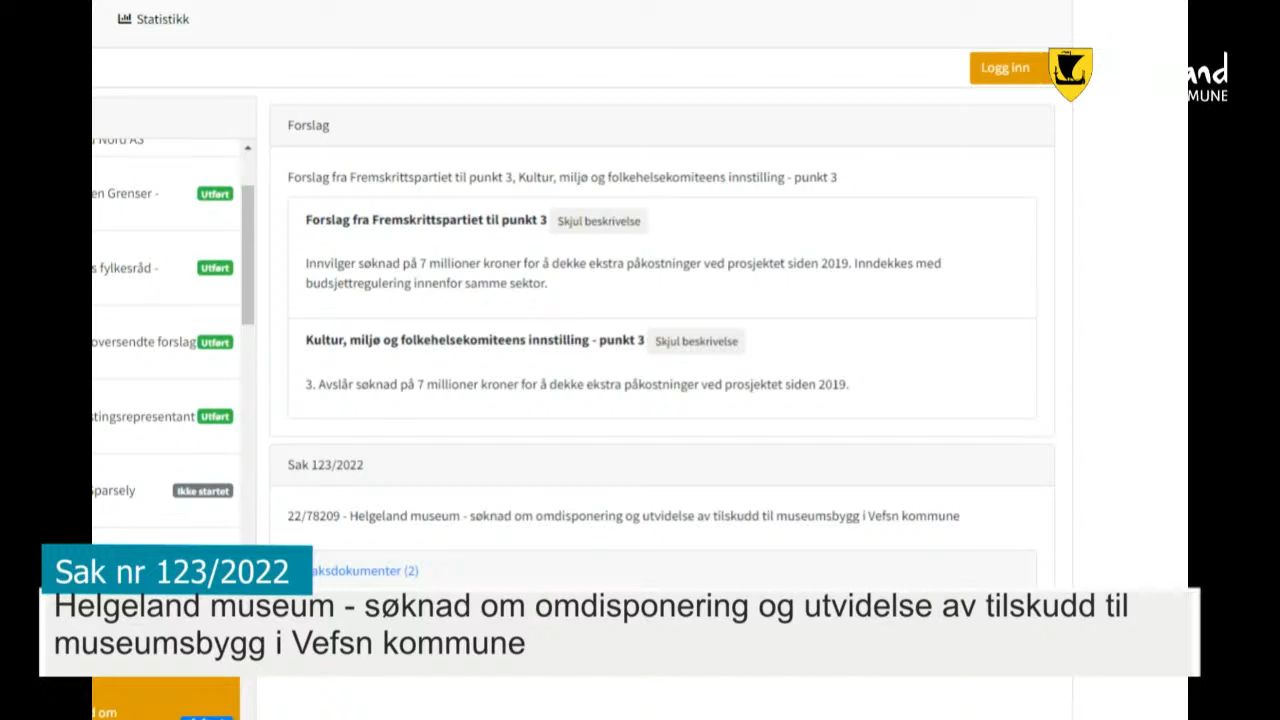 Statistikk
Logg inn
MUNE
Forslag
en Grenser - Utført
s fylkesråd - Utført
oversendte forslag Utført
tingsrepresentant Utført
Ikke startet
Forslag fra Fremskrittspartiet til punkt 3, Kultur, miljø og folkehelsekomiteens innstilling - punkt 3
Forslag fra Fremskrittspartiet til punkt 3 Skjul beskrivelse
Innvilger søknad på 7 millioner kroner for å dekke ekstra påkostninger ved prosjektet siden 2019. Inndekkes med
budsjettregulering innenfor samme sektor.
Kultur, miljø og folkehelsekomiteens innstilling - punkt 3 Skjul beskrivelse
3. Avslår søknad på 7 millioner kroner for å dekke ekstra påkostninger ved prosjektet siden 2019.
Sak 123/2022
22/78209 - Helgeland museum - søknad om omdisponering og utvidelse av tilskudd til museumsbygg i Vefsn kommune
aksdokumenter (2)
Sak nr 123/2022
Helgeland museum - søknad om omdisponering og utvidelse av tilskudd til
museumsbygg i Vefsn kommune
om